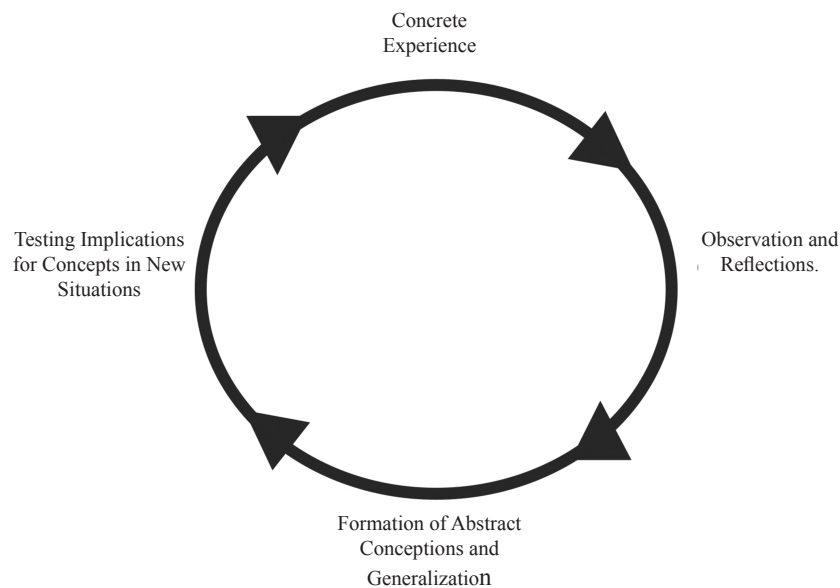 Concrete
Experience
Testing Implications
for Concepts in New
Situations
Observation and
Reflections.
Formation of Abstract
Conceptions and
Generalization